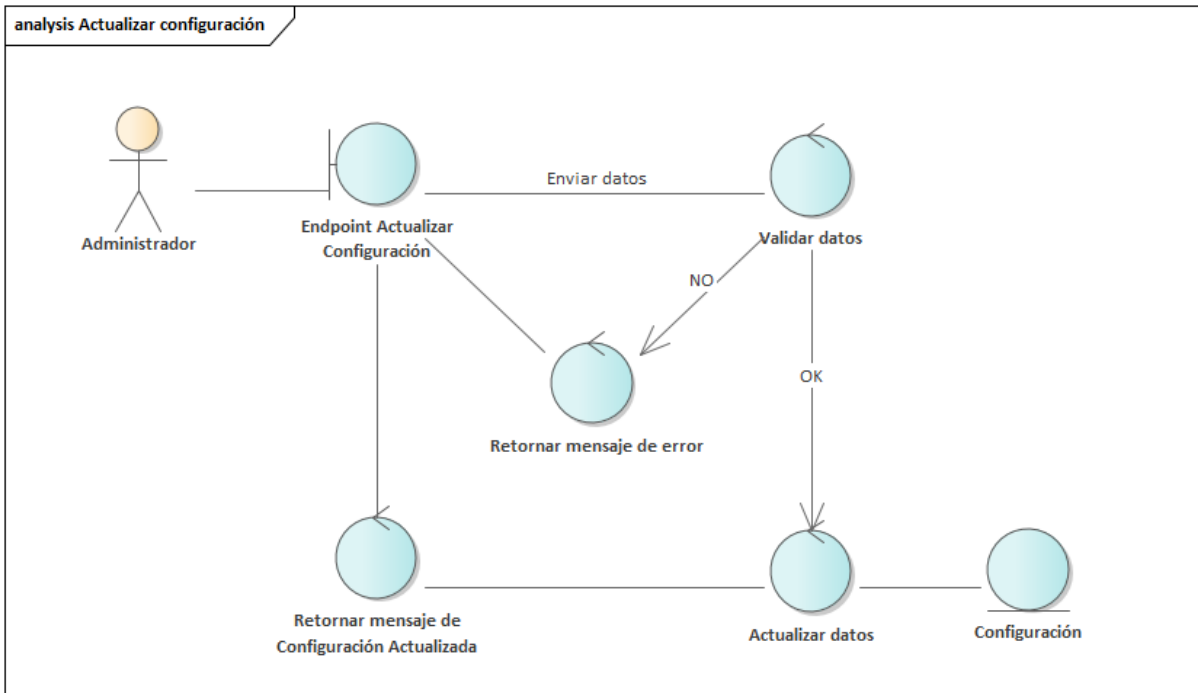 analysis Actualizar configuración
Administrador
Endpoint Actualizar
Configuración
Enviar datos
Validar datos
NO
OK
Retornar mensaje de error
Retornar mensaje de
Configuración Actualizada
Actualizar datos
Configuración